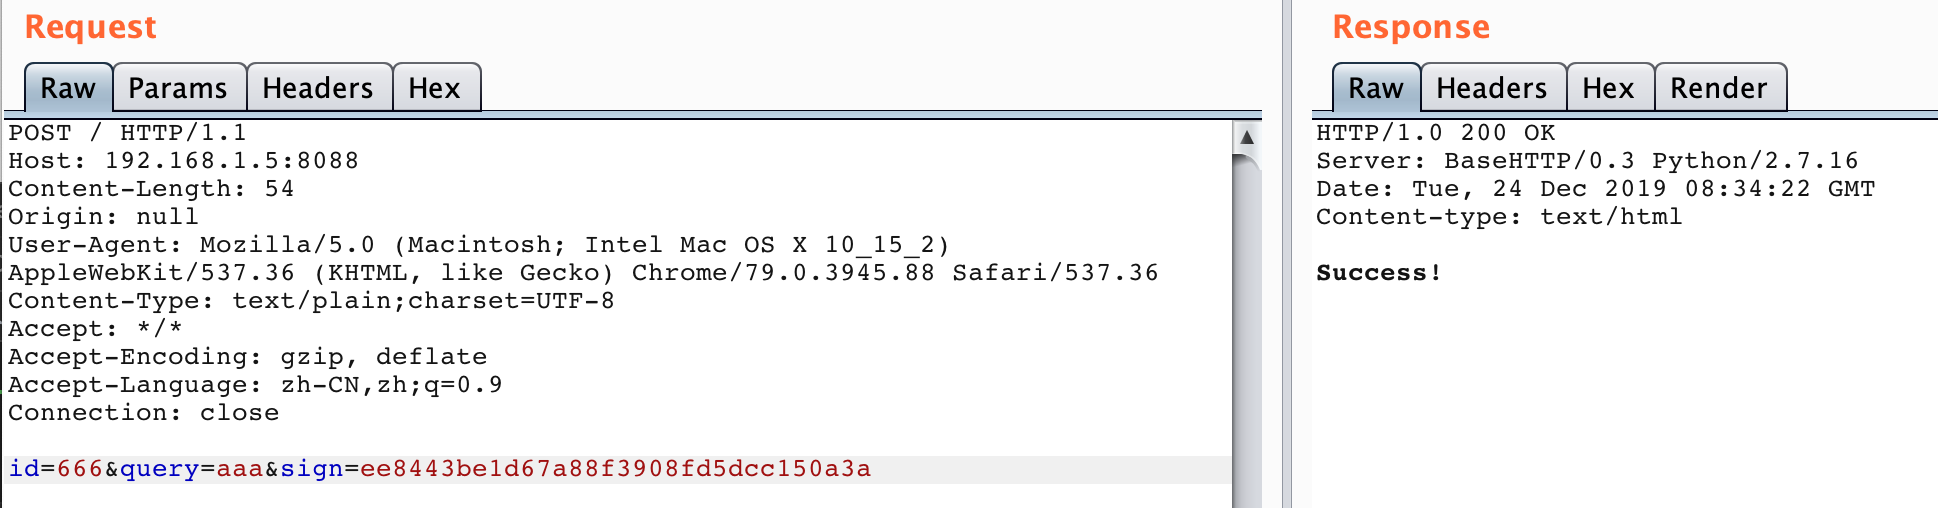 Request
Raw Params Headers Hex
POST / HTTP/1.1
Host: 192.168.1.5:8088
Content-Length: 54
Origin: null
User-Agent: Mozilla/5.0 (Macintosh; Intel Mac OS X 10_15_2)
AppleWebKit/537.36 (KHTML, like Gecko) Chrome/79.0.3945.88 Safari/537.36
Content-Type: text/plain;charset=UTF-8
Accept: */*
Accept-Encoding: gzip, deflate
Accept-Language: zh-CN,zh;q=0.9
Connection: close
id=666&query=aaa&sign=ee8443be1d67a88f3908fd5dcc150a3a
Response
Raw Headers Hex Render
HTTP/1.0 200 OK
Server: BaseHTTP/0.3 Python/2.7.16
Date: Tue, 24 Dec 2019 08:34:22 GMT
Content-type: text/html
Success!